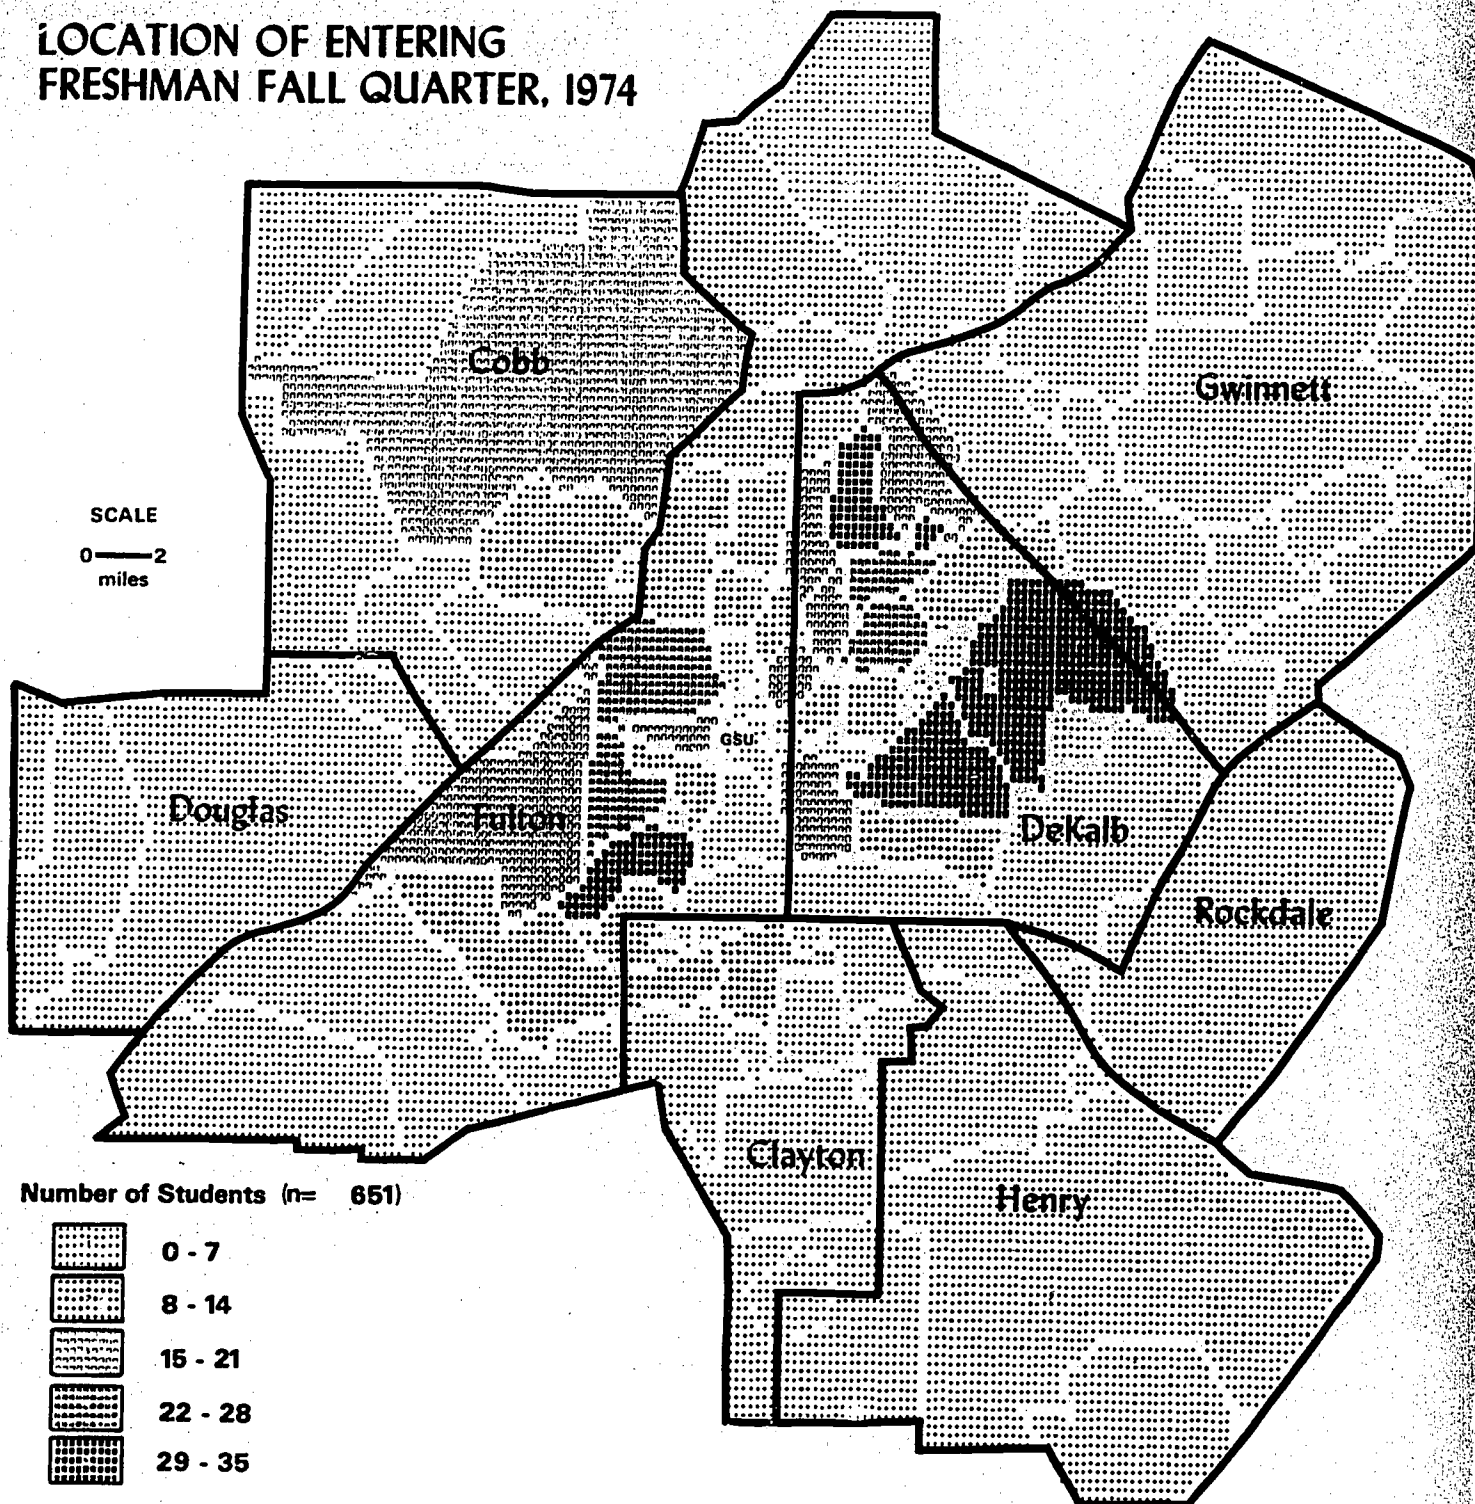 LOCATION OF ENTERING
FRESHMAN FALL QUARTER, 1974
Cobb
Gwinnett
SCALE
0 2
miles
GSU
Douglas
Fulton
DeKalb
Rockdale
Clayton
Henry
Number of Students (n= 651)
0 - 7
8 - 14
15 - 21
22 - 28
29 - 35